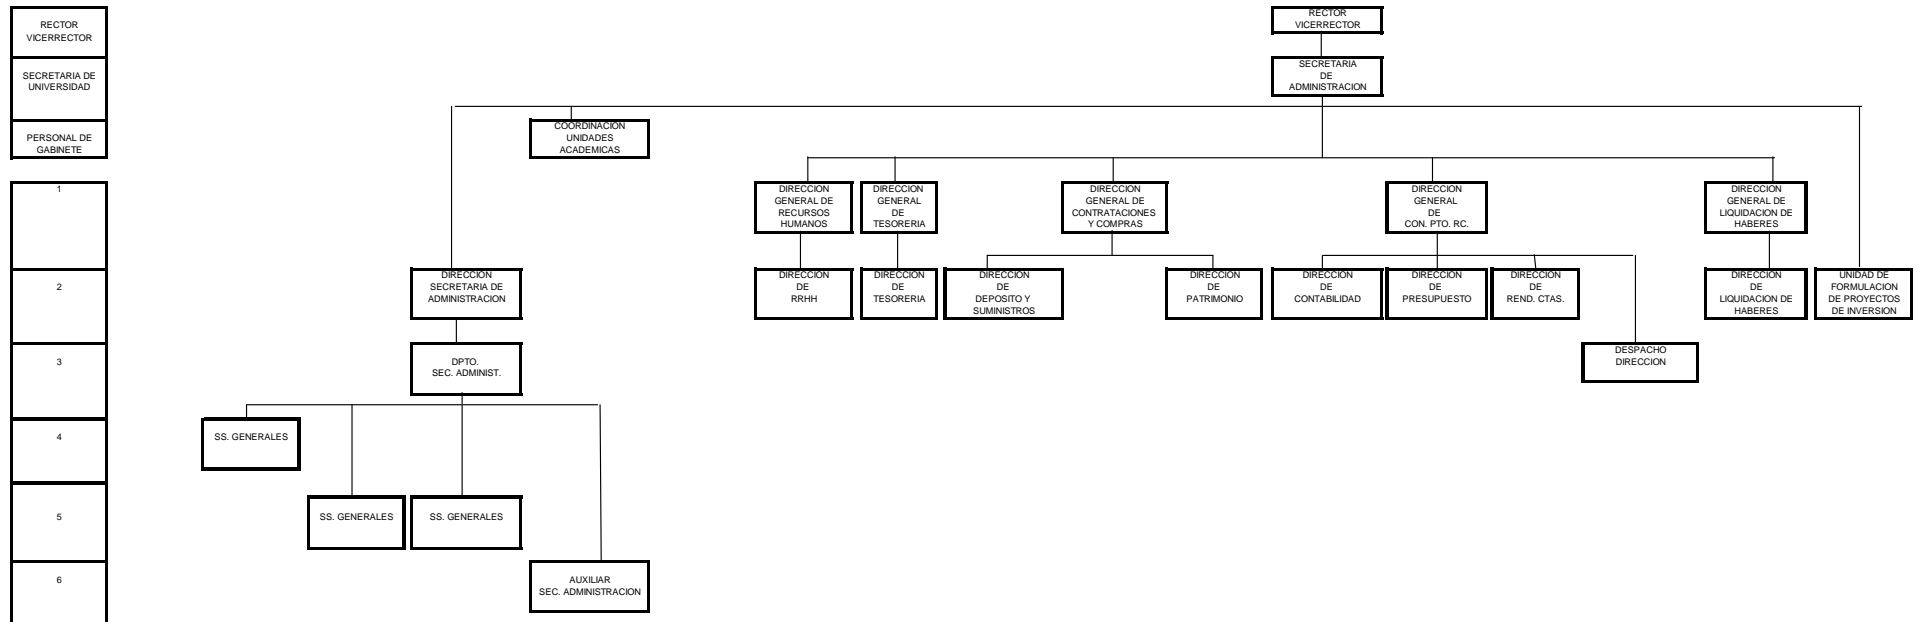 RECTOR
VICERRECTOR
SECRETARIA DE
UNIVERSIDAD
PERSONAL DE
GABINETE
1
2
3
4
5
6
RECTOR
VICERRECTOR
SECRETARIA
DE
ADMINISTRACION
COORDINACION
UNIDADES
ACADEMICAS
DIRECCION
GENERAL DE
RECURSOS
HUMANOS
DIRECCION
GENERAL
DE
TESORERIA
DIRECCION
GENERAL DE
CONTRATACIONES
Y COMPRAS
DIRECCION
GENERAL
DE
CON. PTO. RC.
DIRECCION
GENERAL DE
LIQUIDACION DE
HABERES
DIRECCION
SECRETARIA DE
ADMINISTRACION
DIRECCION
DE
RRHH
DIRECCION
DE
TESORERIA
DIRECCION
DE
DEPOSITO Y
SUMINISTROS
DIRECCION
DE
PATRIMONIO
DIRECCION
DE
CONTABILIDAD
DIRECCION
DE
PRESUPUESTO
DIRECCION
DE
REND. CTAS.
DIRECCION
DE
LIQUIDACION DE
HABERES
UNIDAD DE
FORMULACION
DE PROYECTOS
DE INVERSION
DPTO.
SEC. ADMINIST.
DESPACHO
DIRECCION
SS. GENERALES
SS. GENERALES
SS. GENERALES
AUXILIAR
SEC. ADMINISTRACION